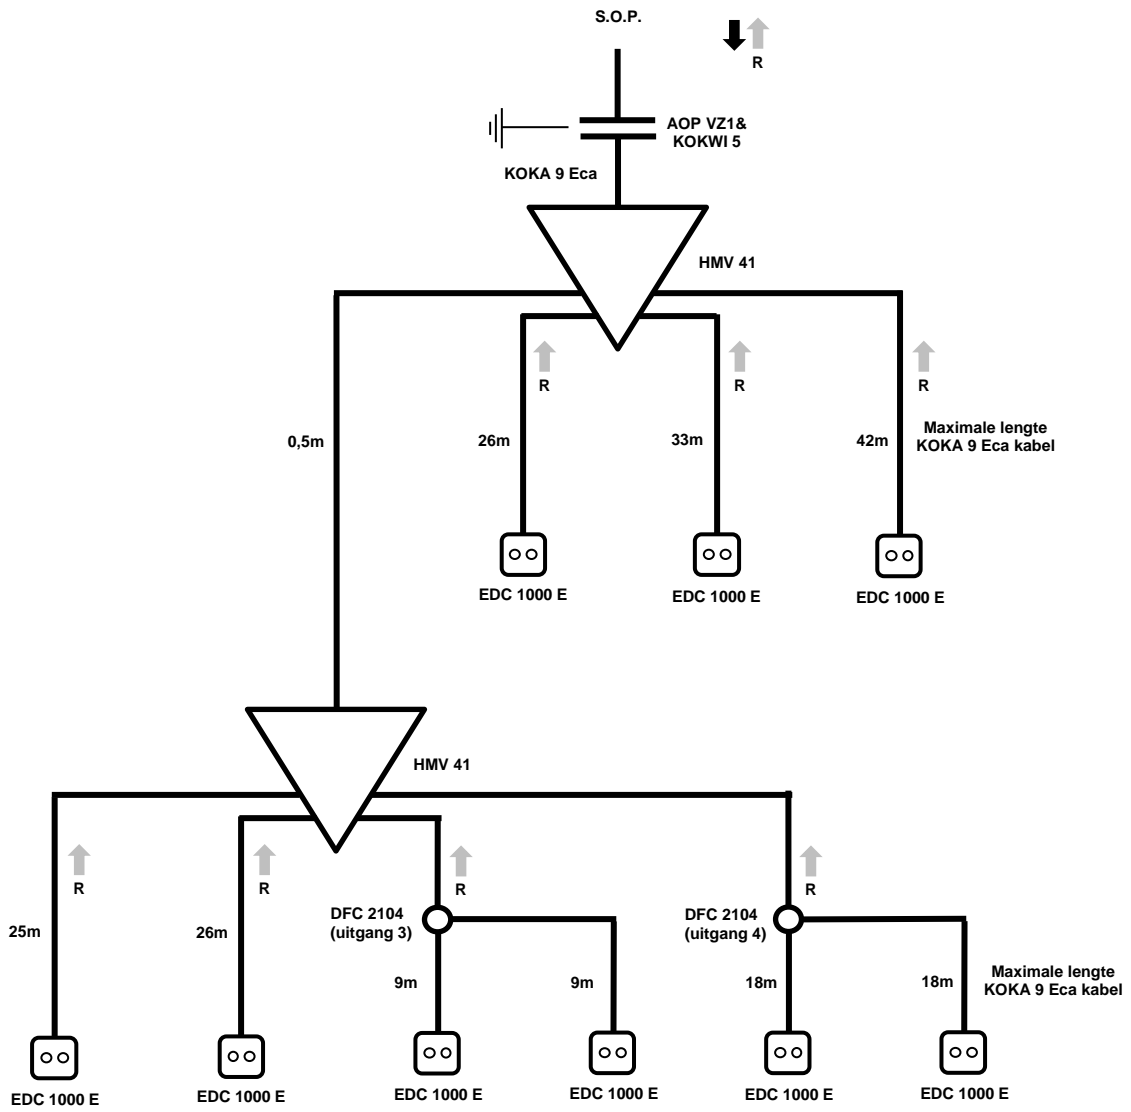 S.O.P.
R
AOP VZ1&
KOKWI 5
KOKA 9 Eca
HMV 41
R
R
R
0,5m
26m
33m
42m
Maximale lengte
KOKA 9 Eca kabel
EDC 1000 E
EDC 1000 E
EDC 1000 E
HMV 41
R
R
R
R
DFC 2104
(uitgang 3)
DFC 2104
(uitgang 4)
25m
26m
9m
9m
18m
18m
Maximale lengte
KOKA 9 Eca kabel
EDC 1000 E
EDC 1000 E
EDC 1000 E
EDC 1000 E
EDC 1000 E
EDC 1000 E